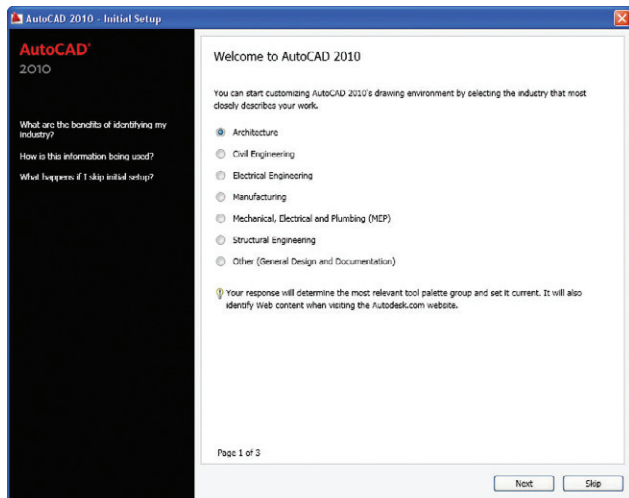 AutoCAD 2010 - Initial Setup
AutoCAD'
2010
What are the benefits of identifying my
industry?
How is this information being used?
What happens if I skip initial setup?
Welcome to AutoCAD 2010
You can start customizing AutoCAD 2010's drawing environment by selecting the industry that most
closely describes your work.
Architecture
Civil Engineering
Electrical Engineering
Manufacturing
Mechanical, Electrical and Plumbing (MEP)
Structural Engineering
Other (General Design and Documentation)
Your response will determine the most relevant tool palette group and set it current. It will also
identify Web content when visiting the Autodesk.com website.
Page 1 of 3
Next
Skip